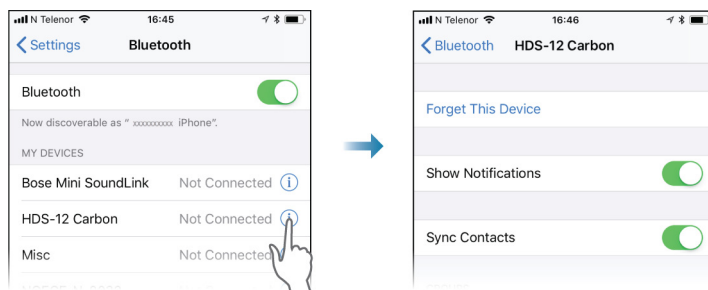 N Telenor 16:45
Settings Bluetooth
Bluetooth
Now discoverable as " xxxxxxxxxx iPhone".
MY DEVICES
Bose Mini SoundLink Not Connected i
HDS-12 Carbon Not Connected i
Misc Not Connected
N Telenor 16:46
Bluetooth HDS-12 Carbon
Forget This Device
Show Notifications
Sync Contacts